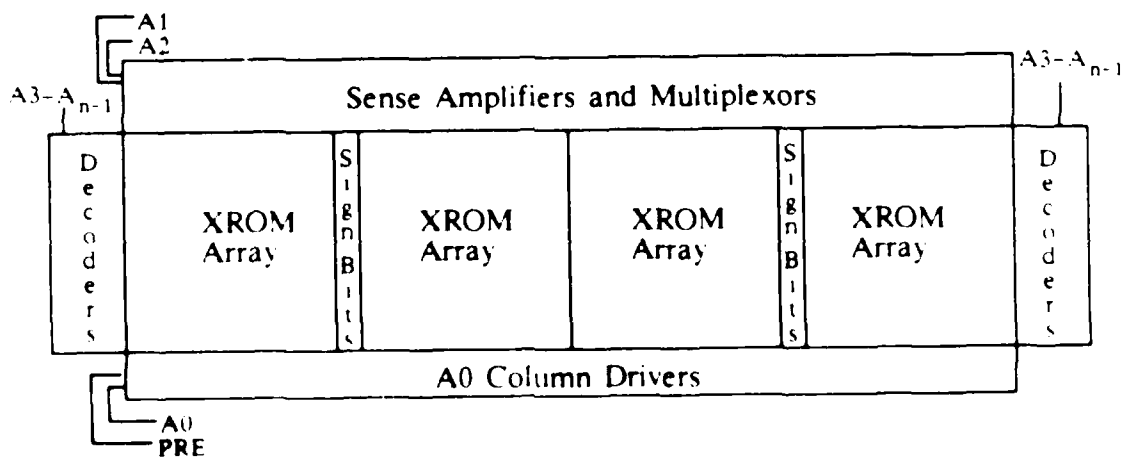 A1
A2
A3-A n-1
A3-A n-1
Sense Amplifiers and Multiplexors
Decoders
XROM
Array
Sign Bits
XROM
Array
XROM
Array
Sign Bits
XROM
Array
Decoders
A0 Column Drivers
A0
PRE